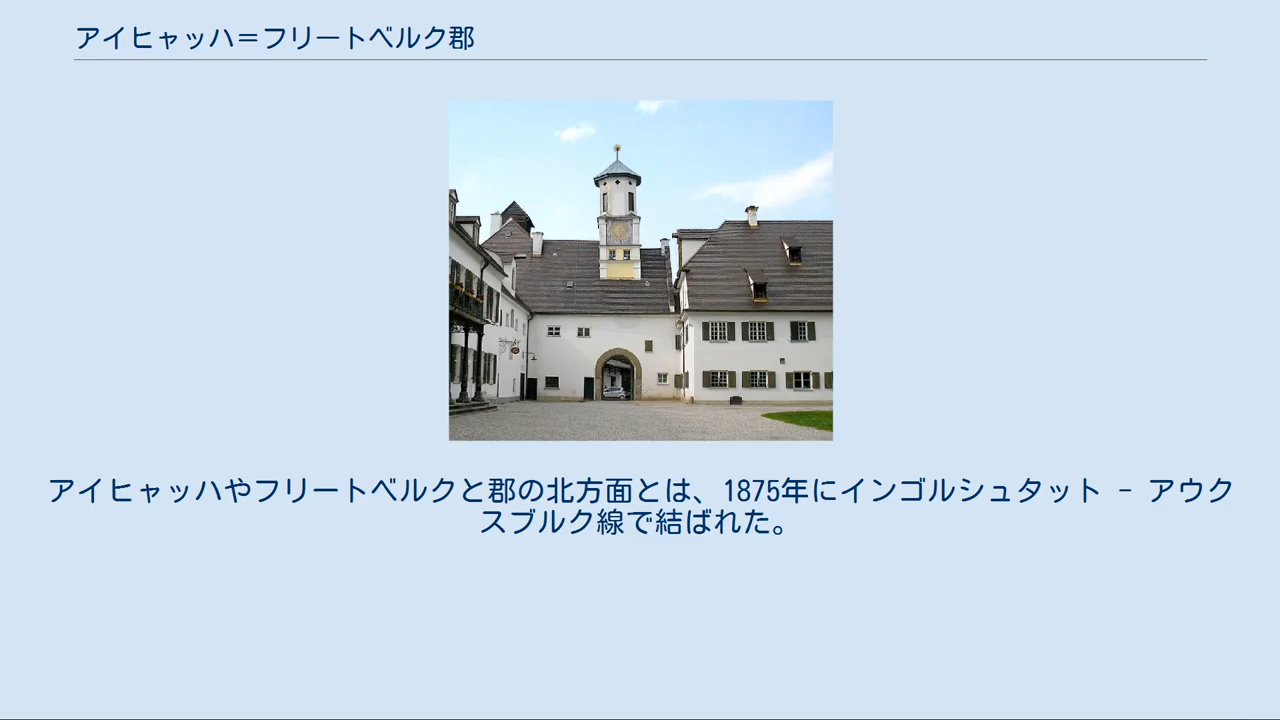 アイヒャッハ＝フリートベルク郡
アイヒャッハやフリートベルクと郡の北方面とは、1875年にインゴルシュタット － アウク
スブルク線で結ばれた。